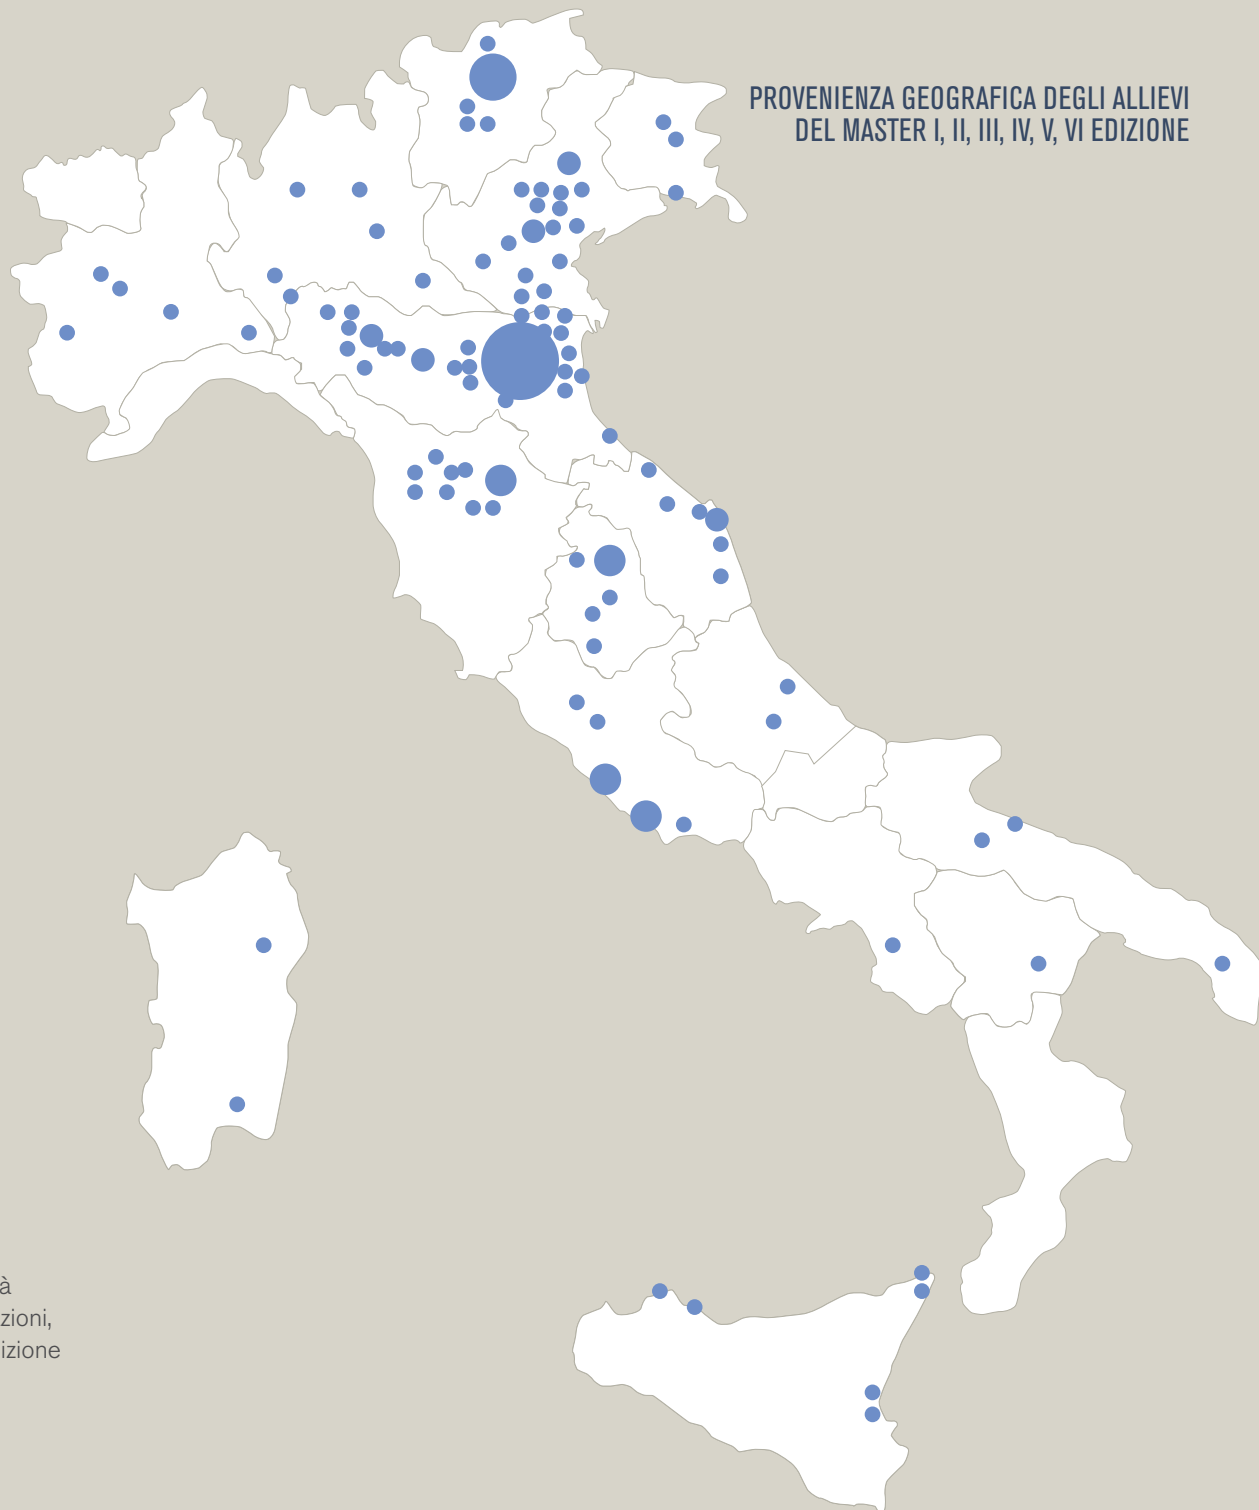 PROVENIENZA GEOGRAFICA DEGLI ALLIEVI
DEL MASTER I, II, III, IV, V, VI EDIZIONE
à
zioni,
izione